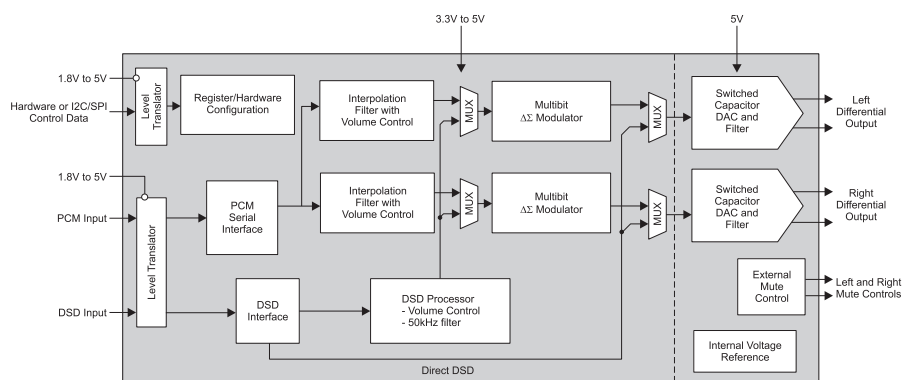 3.3V to 5V
5V
1.8V to 5V
Hardware or I2C/SPI
Control Data
Level
Translator
Register/Hardware
Configuration
Interpolation
Filter with
Volume Control
MUX
Multibit
ΔΣ Modulator
MUX
Switched
Capacitor
DAC and
Filter
Left
Differential
Output
1.8V to 5V
PCM Input
Level Translator
PCM
Serial
Interface
Interpolation
Filter with
Volume Control
MUX
Multibit
ΔΣ Modulator
MUX
Switched
Capacitor
DAC and
Filter
Right
Differential
Output
DSD Input
DSD
Interface
DSD Processor
- Volume Control
- 50kHz filter
External
Mute
Control
Left and Right
Mute Controls
Internal Voltage
Reference
Direct DSD